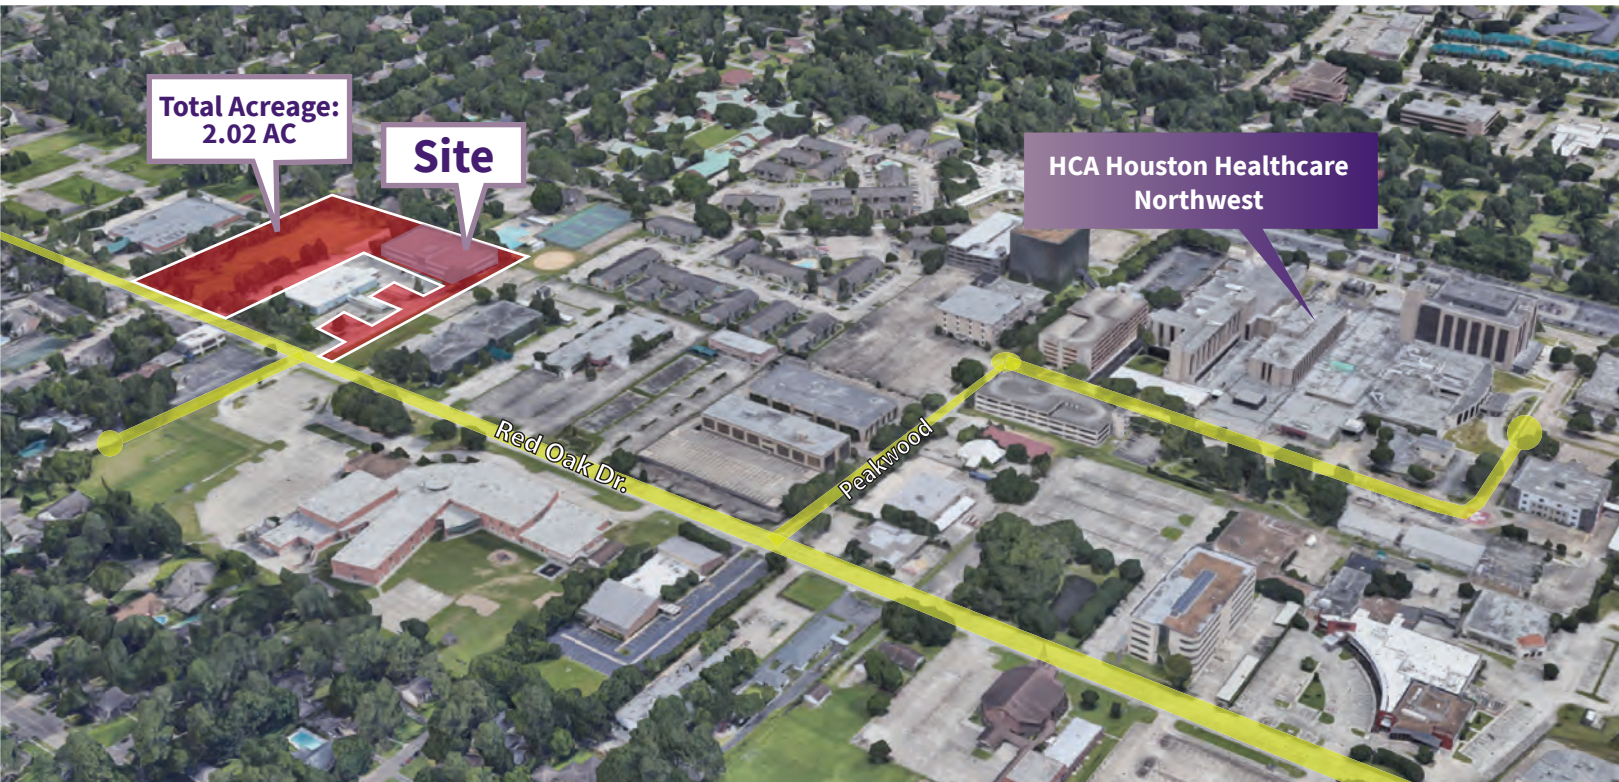 Total Acreage:
2.02 AC
Site
HCA Houston Healthcare
Northwest
Red Oak Dr.
Peakwood